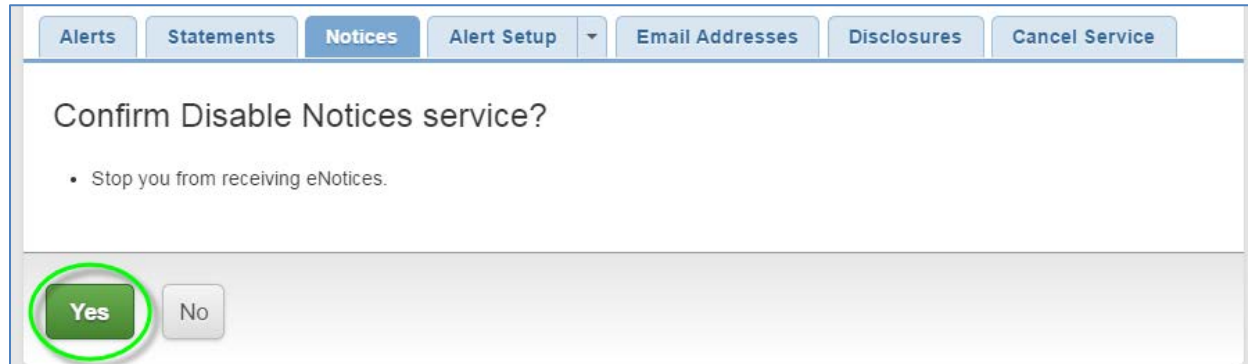 Alerts Statements Notices Alert Setup Email Addresses Disclosures Cancel Service
Confirm Disable Notices service?
• Stop you from receiving eNotices.
Yes No